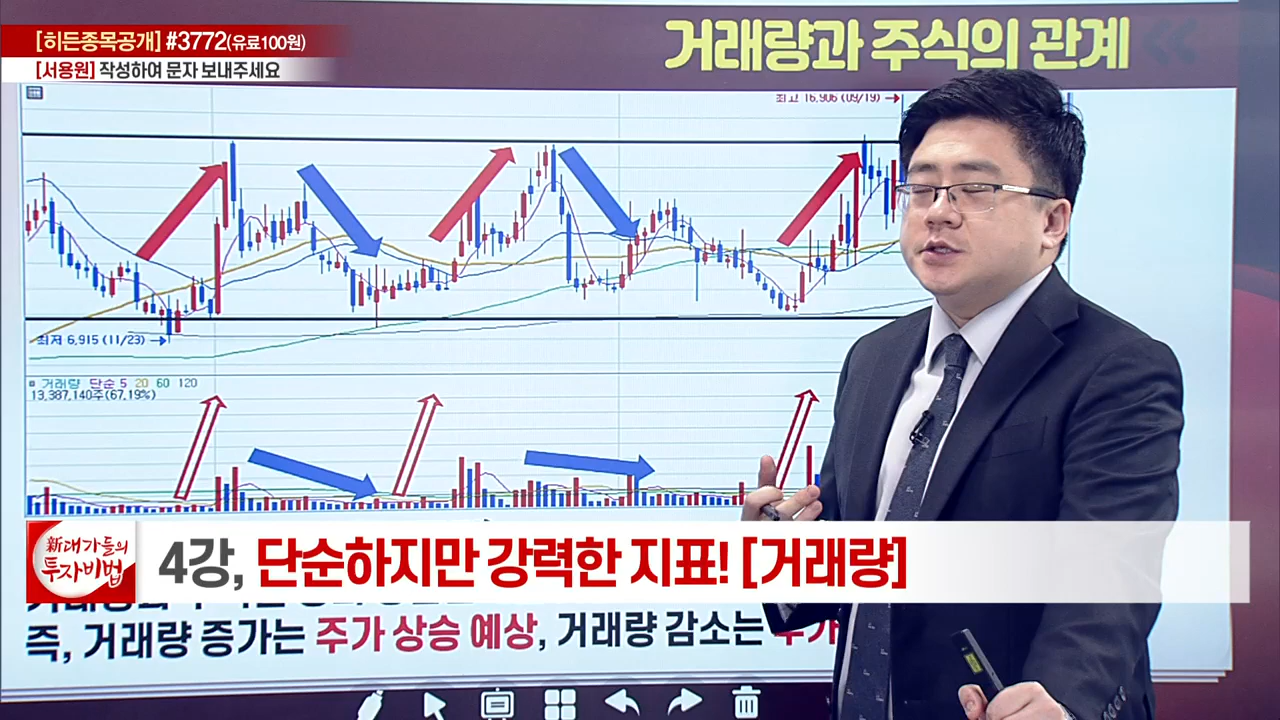 [히든종목공개] #3772(유료100원)
[서용원] 작성하여 문자 보내주세요
거래량과 주식의 관계
최고 16,906 (09/19)
최저 6,915 (11/23)
거래량 단순 5 20 60 120
13,387,140주(67.19%)
新대가들의
투자비법
4강, 단순하지만 강력한 지표! [거래량]
즉, 거래량 증가는 주가 상승 예상, 거래량 감소는 주가